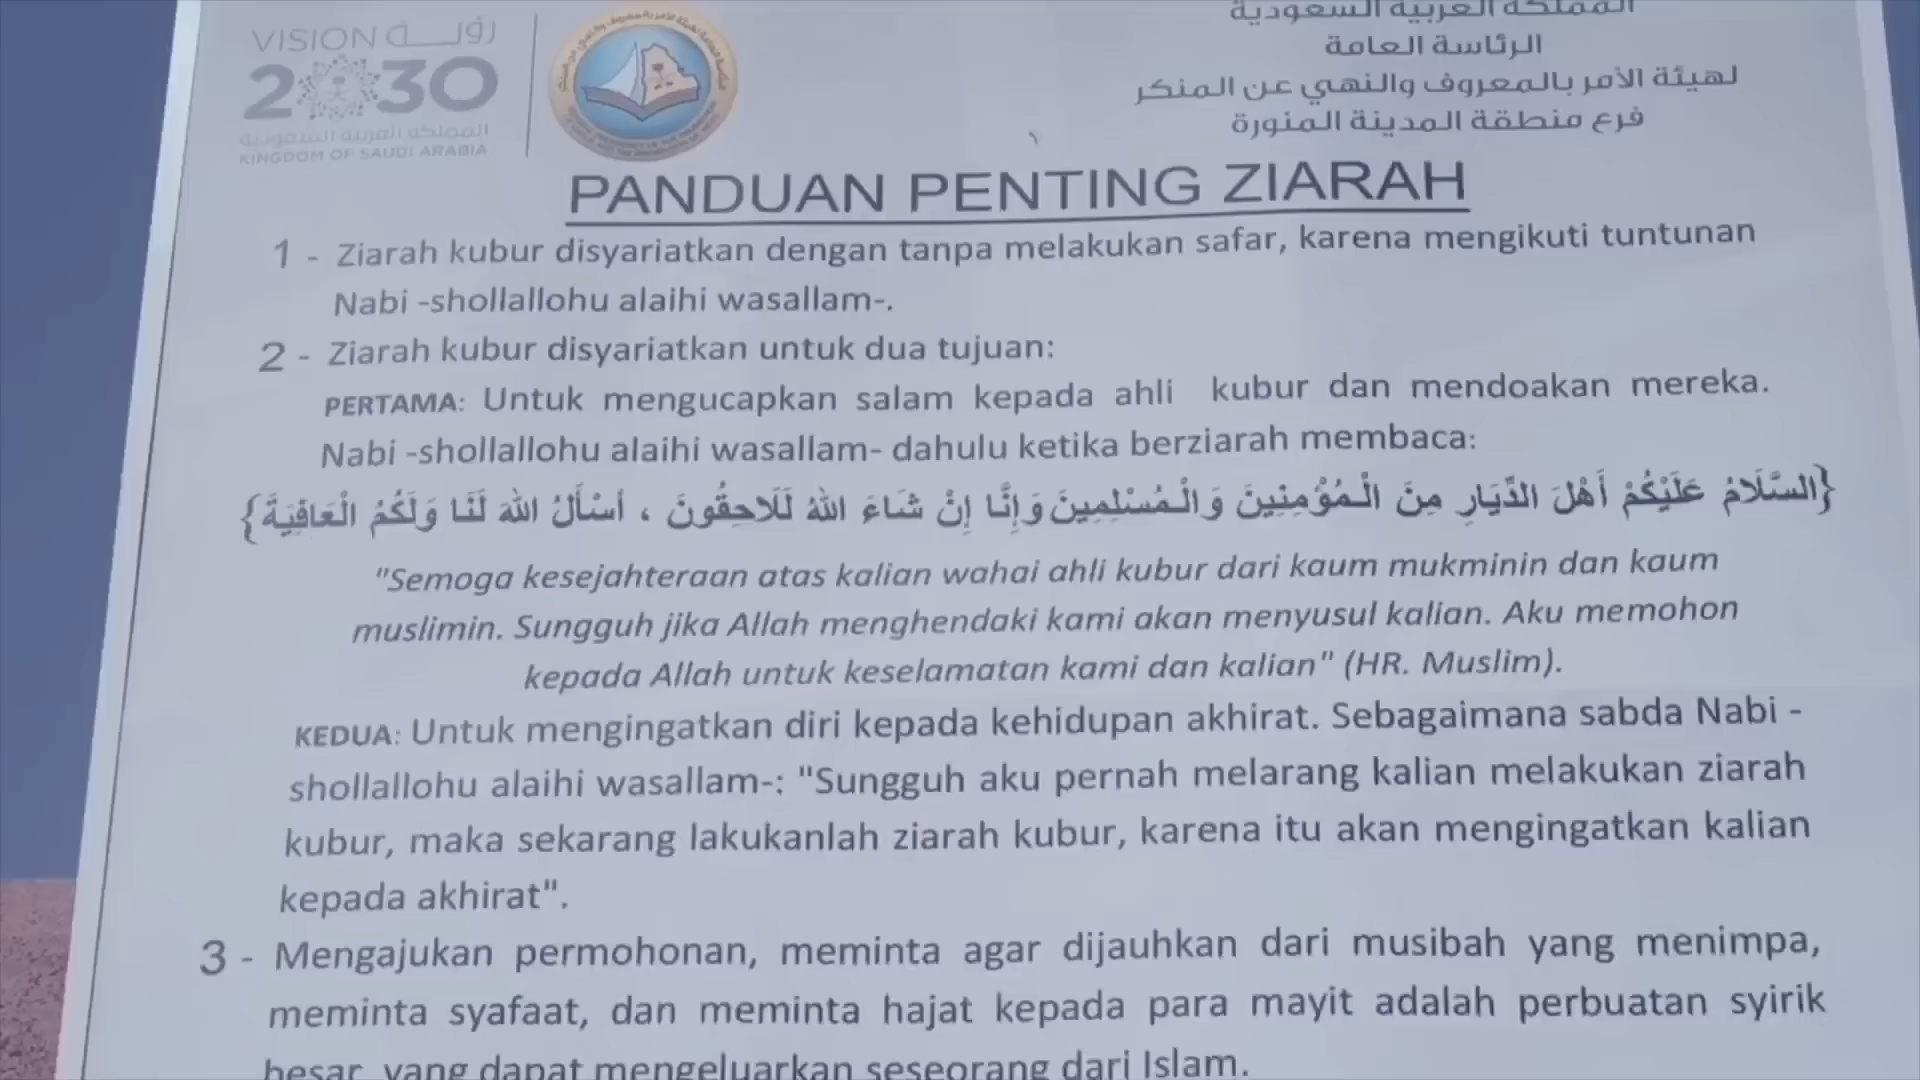 VISION رؤيـــة
2030
المملكة العربية السعودية
KINGDOM OF SAUDI ARABIA
المملكة العربية السعودية
الرئاسة العامة
لهيئة الأمر بالمعروف والنهي عن المنكر
فرع منطقة المدينة المنورة
PANDUAN PENTING ZIARAH
1 - Ziarah kubur disyariatkan dengan tanpa melakukan safar, karena mengikuti tuntunan
Nabi -shollallohu alaihi wasallam-.
2 - Ziarah kubur disyariatkan untuk dua tujuan:
PERTAMA: Untuk mengucapkan salam kepada ahli kubur dan mendoakan mereka.
Nabi -shollallohu alaihi wasallam- dahulu ketika berziarah membaca:
{السَّلَامُ عَلَيْكُمْ أَهْلَ الدِّيَارِ مِنَ الْـمُؤْمِنِينَ وَالْـمُسْلِمِينَ وَإِنَّا إِنْ شَاءَ اللهُ لَلَاحِقُونَ ، أَسْأَلُ اللهَ لَنَا وَلَكُمُ الْعَافِيَةَ}
"Semoga kesejahteraan atas kalian wahai ahli kubur dari kaum mukminin dan kaum
muslimin. Sungguh jika Allah menghendaki kami akan menyusul kalian. Aku memohon
kepada Allah untuk keselamatan kami dan kalian" (HR. Muslim).
KEDUA: Untuk mengingatkan diri kepada kehidupan akhirat. Sebagaimana sabda Nabi -
shollallohu alaihi wasallam-: "Sungguh aku pernah melarang kalian melakukan ziarah
kubur, maka sekarang lakukanlah ziarah kubur, karena itu akan mengingatkan kalian
kepada akhirat".
3 - Mengajukan permohonan, meminta agar dijauhkan dari musibah yang menimpa,
meminta syafaat, dan meminta hajat kepada para mayit adalah perbuatan syirik
besar yang dapat mengeluarkan seseorang dari Islam.